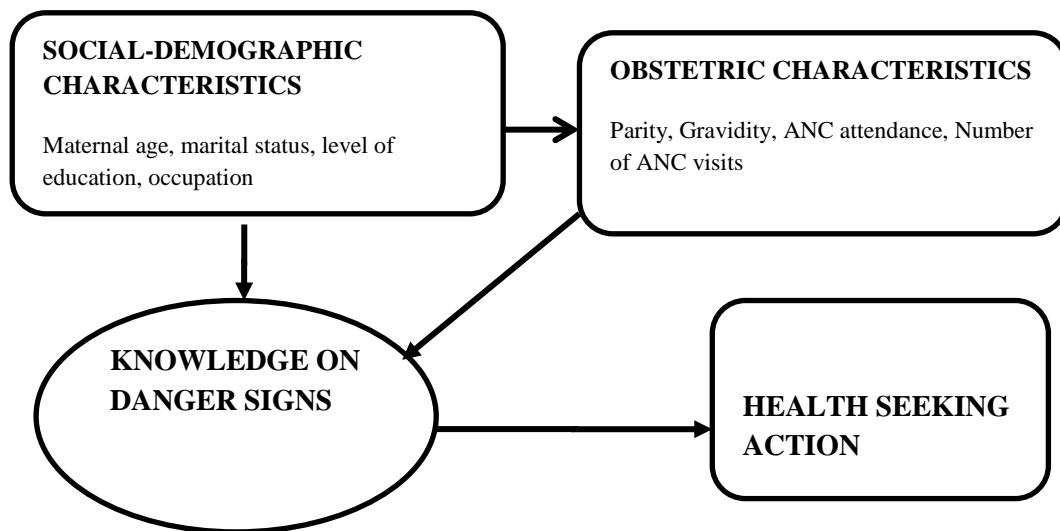 SOCIAL-DEMOGRAPHIC
CHARACTERISTICS
Maternal age, marital status, level of
education, occupation
OBSTETRIC CHARACTERISTICS
Parity, Gravidity, ANC attendance, Number
of ANC visits
KNOWLEDGE ON
DANGER SIGNS
HEALTH SEEKING
ACTION